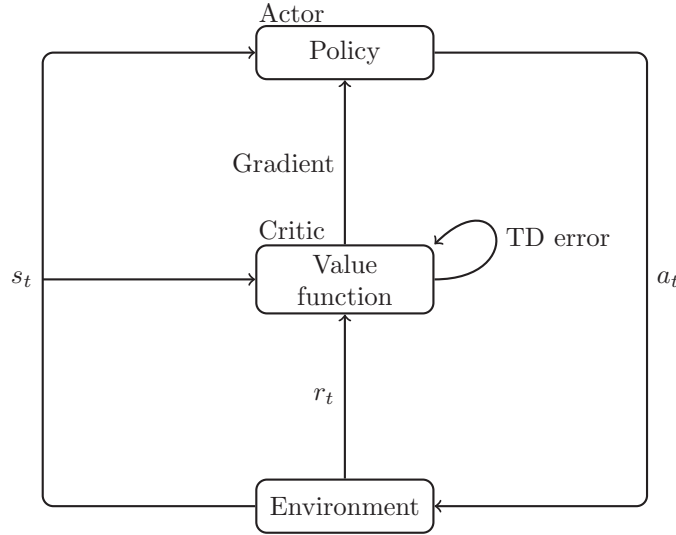 Actor
Policy
Gradient
Critic
Value
function
TD error
s_t
a_t
r_t
Environment